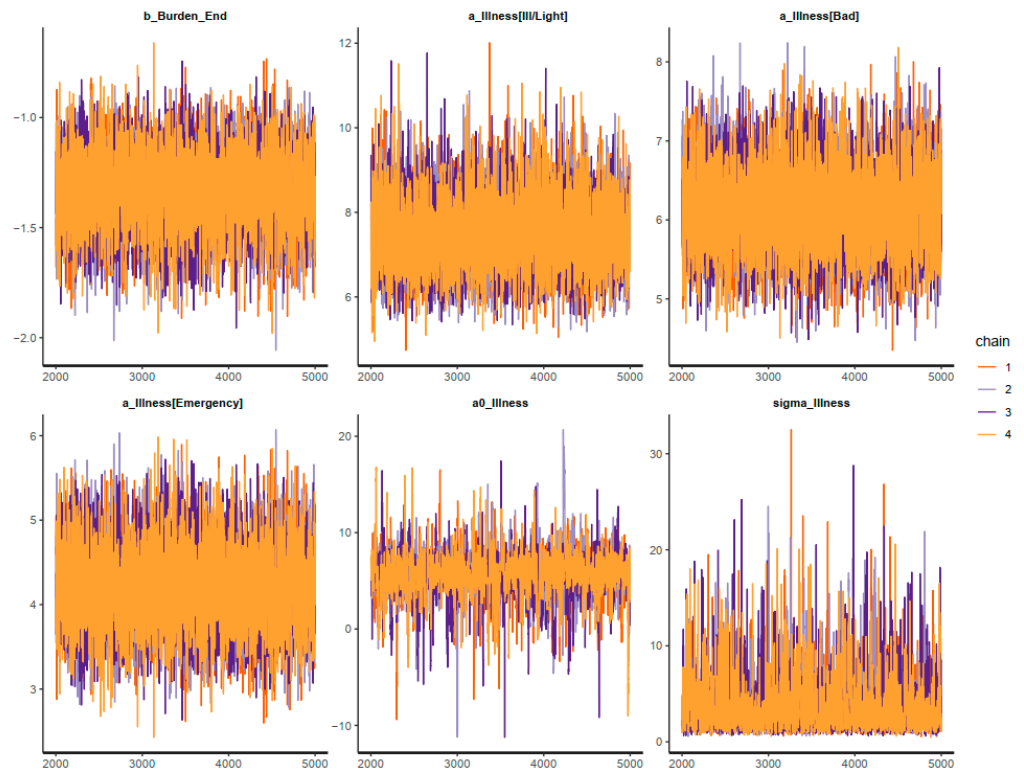 b_Burden_End
a_Illness[Ill/Light]
a_Illness[Bad]
−1.0
−1.5
−2.0
2000 3000 4000 5000
12
10
8
6
2000 3000 4000 5000
8
7
6
5
2000 3000 4000 5000
a_Illness[Emergency]
a0_Illness
sigma_Illness
6
5
4
3
2000 3000 4000 5000
20
10
0
−10
2000 3000 4000 5000
30
20
10
0
2000 3000 4000 5000
chain
1
2
3
4